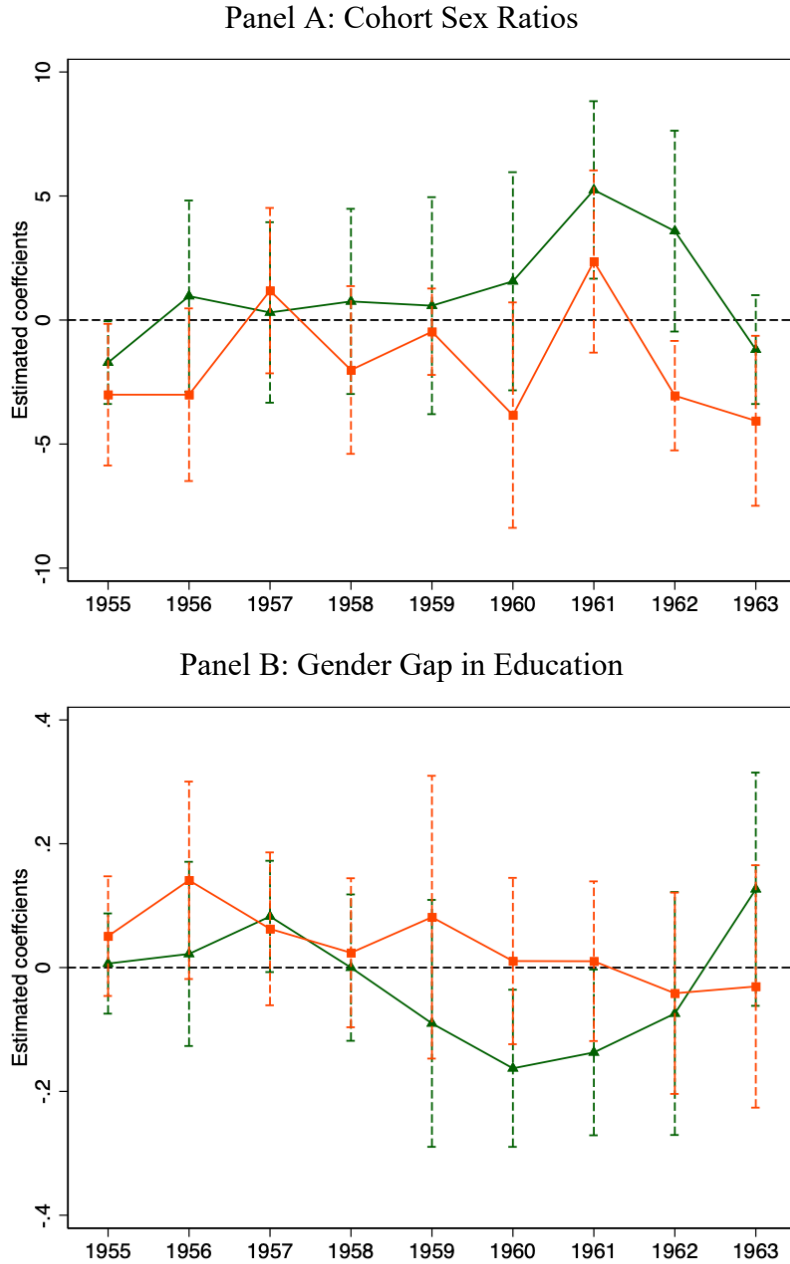 Panel A: Cohort Sex Ratios
10
5
0
-5
-10
Estimated coeffcients
1955 1956 1957 1958 1959 1960 1961 1962 1963
Panel B: Gender Gap in Education
.4
.2
0
-.2
-.4
Estimated coeffcients
1955 1956 1957 1958 1959 1960 1961 1962 1963